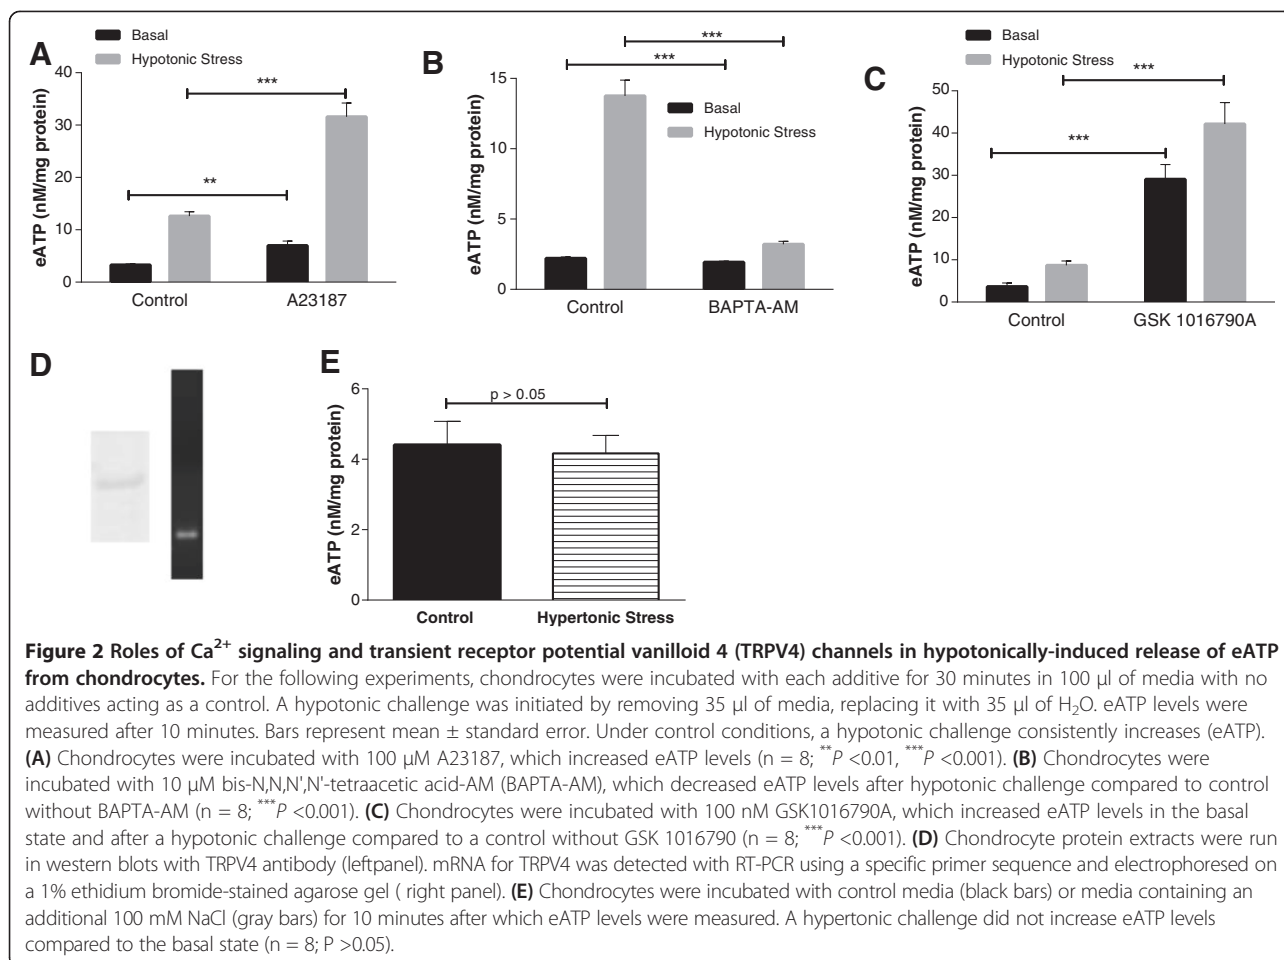 A
Basal
Hypotonic Stress
eATP (nM/mg protein)
40
30
20
10
0
***
**
Control
A23187
B
***
***
eATP (nM/mg protein)
15
10
5
0
Basal
Hypotonic Stress
Control
BAPTA-AM
C
Basal
Hypotonic Stress
eATP (nM/mg protein)
50
40
30
20
10
0
***
***
Control
GSK 1016790A
D
E
eATP (nM/mg protein)
6
4
2
0
p > 0.05
Control
Hypertonic Stress
Figure 2 Roles of Ca²⁺ signaling and transient receptor potential vanilloid 4 (TRPV4) channels in hypotonically-induced release of eATP
from chondrocytes. For the following experiments, chondrocytes were incubated with each additive for 30 minutes in 100 μl of media with no
additives acting as a control. A hypotonic challenge was initiated by removing 35 μl of media, replacing it with 35 μl of H₂O. eATP levels were
measured after 10 minutes. Bars represent mean ± standard error. Under control conditions, a hypotonic challenge consistently increases (eATP).
(A) Chondrocytes were incubated with 100 μM A23187, which increased eATP levels (n = 8; **P <0.01, ***P <0.001). (B) Chondrocytes were
incubated with 10 μM bis-N,N,N',N'-tetraacetic acid-AM (BAPTA-AM), which decreased eATP levels after hypotonic challenge compared to control
without BAPTA-AM (n = 8; ***P <0.001). (C) Chondrocytes were incubated with 100 nM GSK1016790A, which increased eATP levels in the basal
state and after a hypotonic challenge compared to a control without GSK 1016790 (n = 8; ***P <0.001). (D) Chondrocyte protein extracts were run
in western blots with TRPV4 antibody (leftpanel). mRNA for TRPV4 was detected with RT-PCR using a specific primer sequence and electrophoresed on
a 1% ethidium bromide-stained agarose gel ( right panel). (E) Chondrocytes were incubated with control media (black bars) or media containing an
additional 100 mM NaCl (gray bars) for 10 minutes after which eATP levels were measured. A hypertonic challenge did not increase eATP levels
compared to the basal state (n = 8; P >0.05).